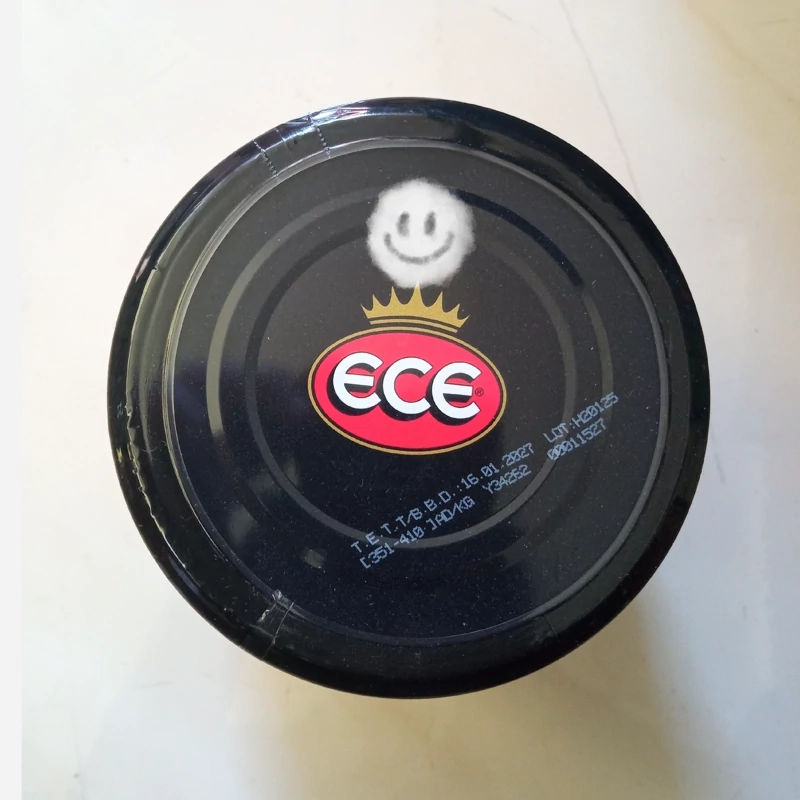 ECE®
T.E.T.T/B.B.D.:16.01.2027 LOT:H20125
[351-410 ]AD/KG Y34262 00011527